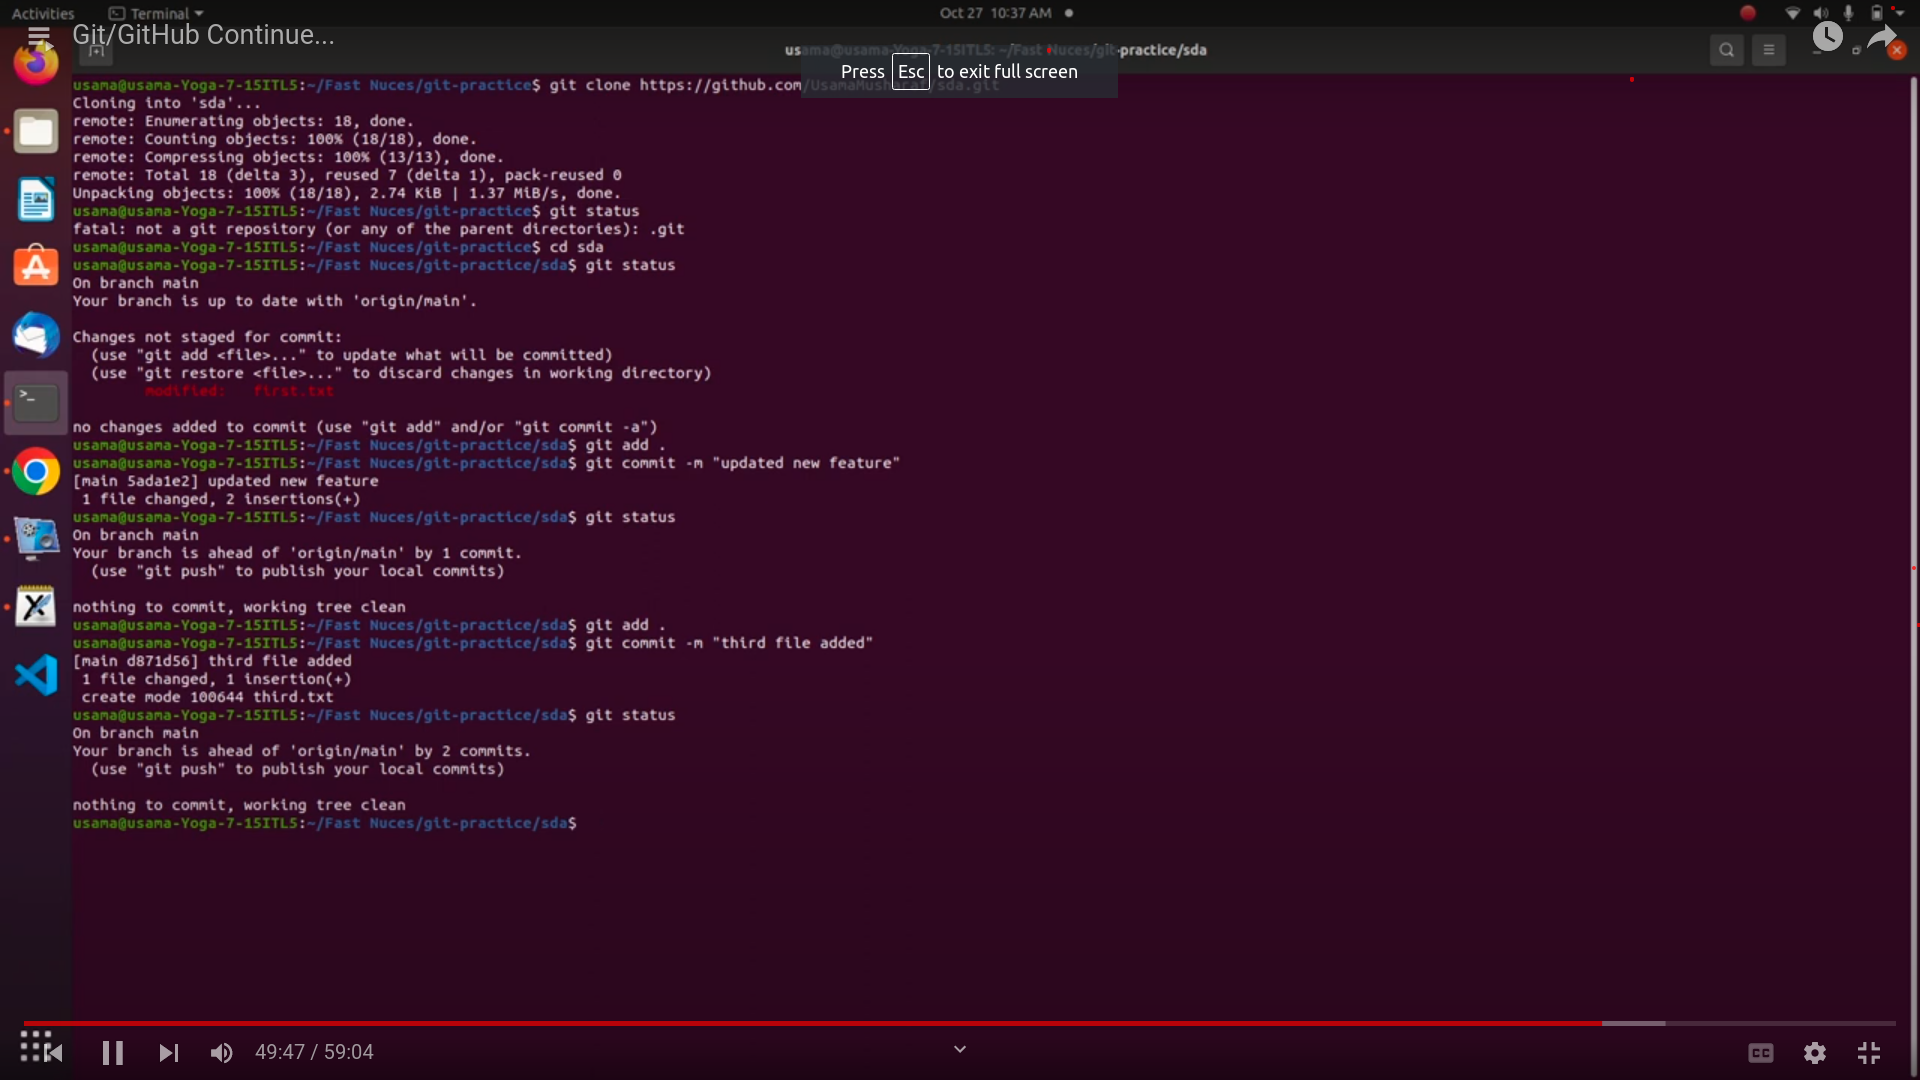 Activities
Terminal
Oct 27 10:37 AM
Git/GitHub Continue...
usama@usama-Yoga-7-15ITL5: ~/Fast Nuces/git-practice/sda
Press Esc to exit full screen
usama@usama-Yoga-7-15ITL5:~/Fast Nuces/git-practice$ git clone https://github.com/UsamaMusharaf/sda.git
Cloning into 'sda'...
remote: Enumerating objects: 18, done.
remote: Counting objects: 100% (18/18), done.
remote: Compressing objects: 100% (13/13), done.
remote: Total 18 (delta 3), reused 7 (delta 1), pack-reused 0
Unpacking objects: 100% (18/18), 2.74 KiB | 1.37 MiB/s, done.
usama@usama-Yoga-7-15ITL5:~/Fast Nuces/git-practice$ git status
fatal: not a git repository (or any of the parent directories): .git
usama@usama-Yoga-7-15ITL5:~/Fast Nuces/git-practice$ cd sda
usama@usama-Yoga-7-15ITL5:~/Fast Nuces/git-practice/sda$ git status
On branch main
Your branch is up to date with 'origin/main'.
Changes not staged for commit:
(use "git add <file>..." to update what will be committed)
(use "git restore <file>..." to discard changes in working directory)
modified: first.txt
no changes added to commit (use "git add" and/or "git commit -a")
usama@usama-Yoga-7-15ITL5:~/Fast Nuces/git-practice/sda$ git add .
usama@usama-Yoga-7-15ITL5:~/Fast Nuces/git-practice/sda$ git commit -m "updated new feature"
[main 5ada1e2] updated new feature
1 file changed, 2 insertions(+)
usama@usama-Yoga-7-15ITL5:~/Fast Nuces/git-practice/sda$ git status
On branch main
Your branch is ahead of 'origin/main' by 1 commit.
(use "git push" to publish your local commits)
nothing to commit, working tree clean
usama@usama-Yoga-7-15ITL5:~/Fast Nuces/git-practice/sda$ git add .
usama@usama-Yoga-7-15ITL5:~/Fast Nuces/git-practice/sda$ git commit -m "third file added"
[main d871d56] third file added
1 file changed, 1 insertion(+)
create mode 100644 third.txt
usama@usama-Yoga-7-15ITL5:~/Fast Nuces/git-practice/sda$ git status
On branch main
Your branch is ahead of 'origin/main' by 2 commits.
(use "git push" to publish your local commits)
nothing to commit, working tree clean
usama@usama-Yoga-7-15ITL5:~/Fast Nuces/git-practice/sda$
49:47 / 59:04
CC